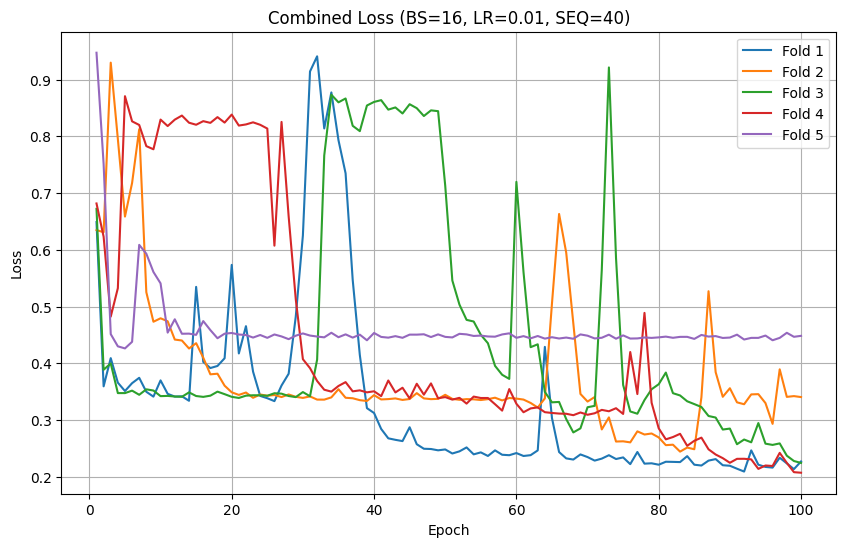 Combined Loss (BS=16, LR=0.01, SEQ=40)
Fold 1
Fold 2
Fold 3
Fold 4
Fold 5
Loss
0.9
0.8
0.7
0.6
0.5
0.4
0.3
0.2
0 20 40 60 80 100
Epoch